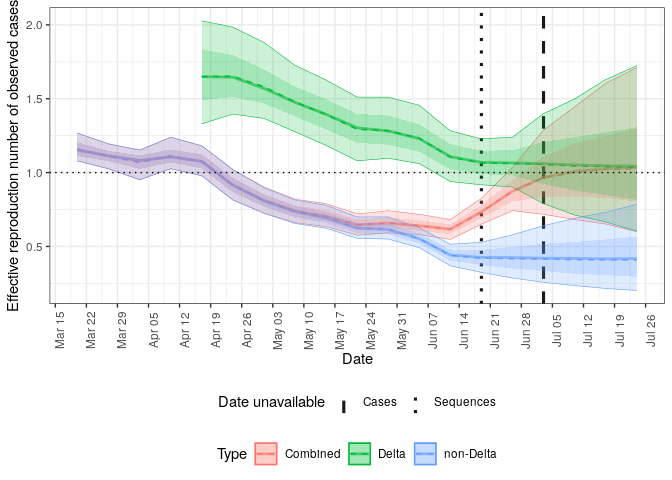 Effective reproduction number of observed cases
2.0
1.5
1.0
0.5
Mar 15
Mar 22
Mar 29
Apr 05
Apr 12
Apr 19
Apr 26
May 03
May 10
May 17
May 24
May 31
Jun 07
Jun 14
Jun 21
Jun 28
Jul 05
Jul 12
Jul 19
Jul 26
Date
Date unavailable Cases Sequences
Type Combined Delta non-Delta